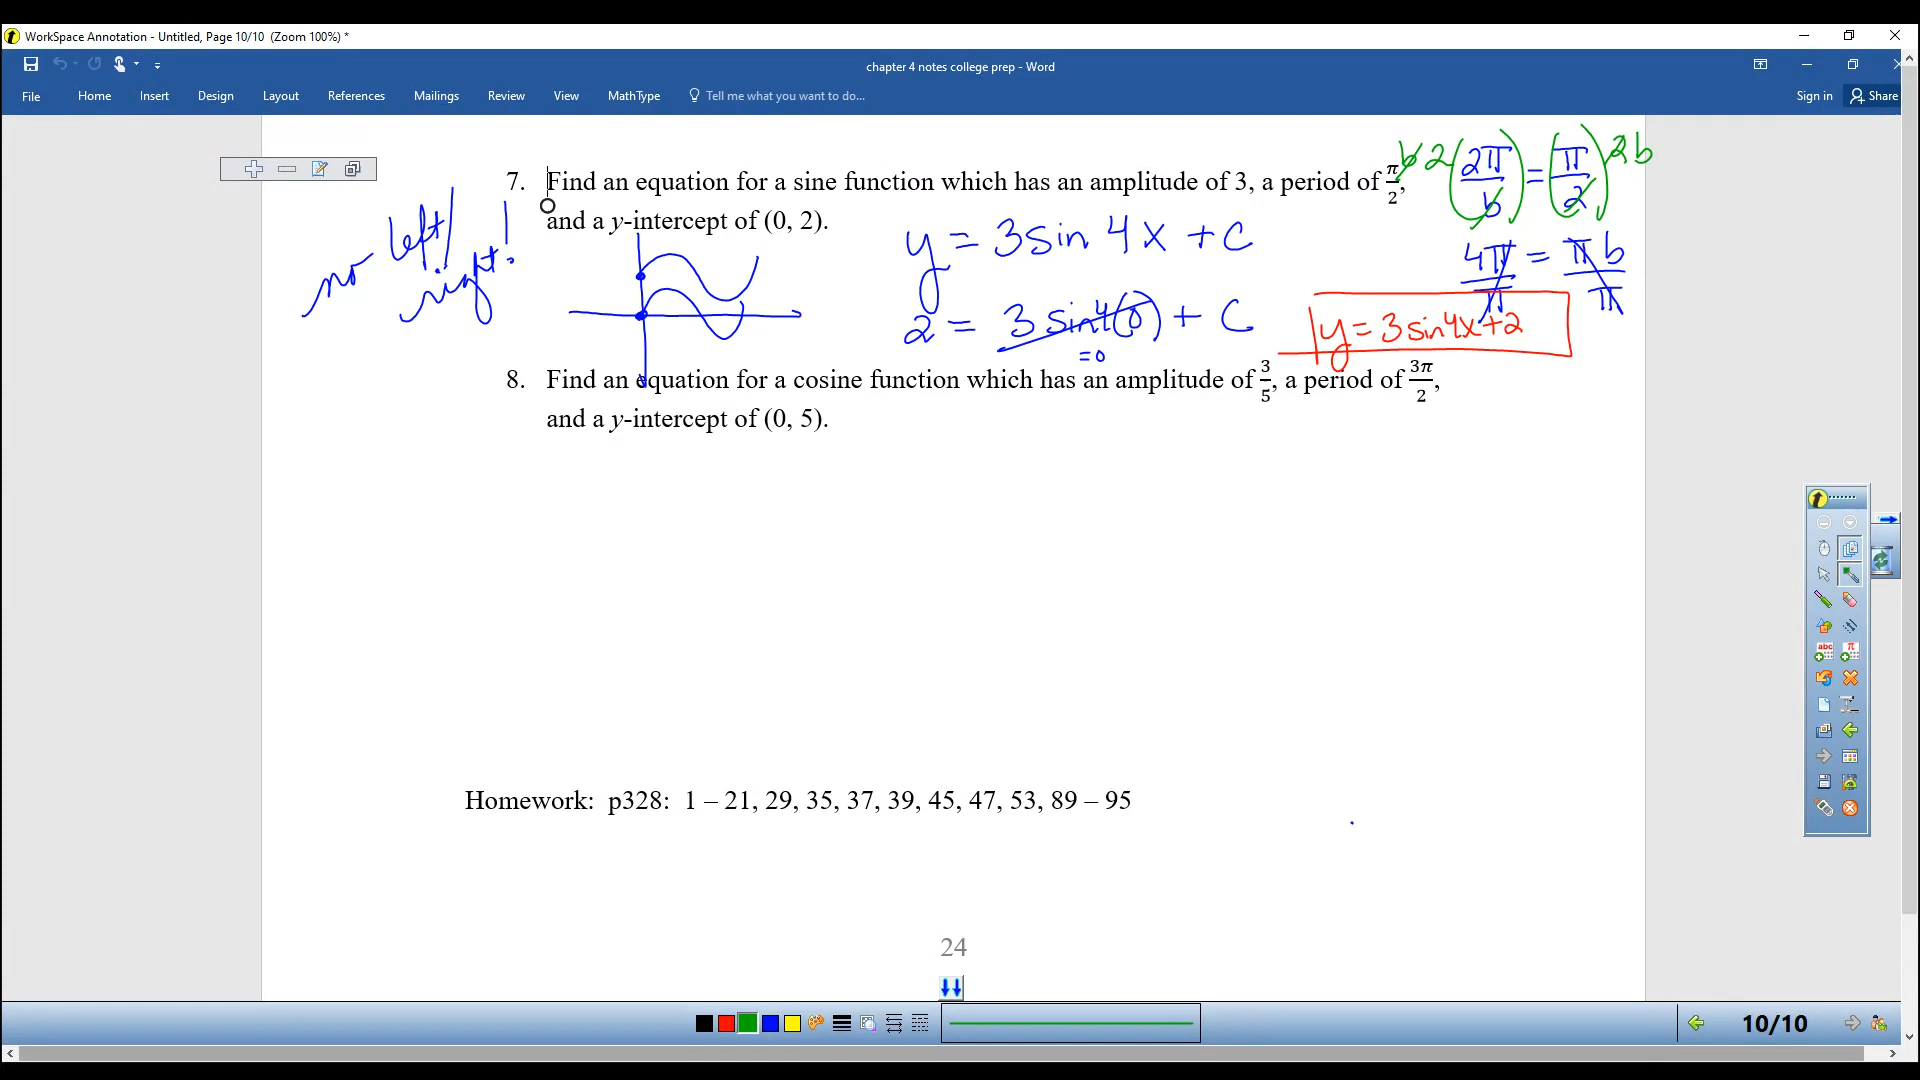 WorkSpace Annotation - Untitled, Page 10/10 (Zoom 100%) *
chapter 4 notes college prep - Word
File Home Insert Design Layout References Mailings Review View MathType Tell me what you want to do... Sign in Share
7. Find an equation for a sine function which has an amplitude of 3, a period of π/2,
and a y-intercept of (0, 2).
b2(2π/b) = (π/2)2b
no left/
right!
y = 3sin 4x + c
4π/π = πb/π
2 = 3 sin4(0) + C
=0
y = 3sin4x+2
8. Find an equation for a cosine function which has an amplitude of 3/5, a period of 3π/2,
and a y-intercept of (0, 5).
abc π
Homework: p328: 1 – 21, 29, 35, 37, 39, 45, 47, 53, 89 – 95
24
10/10